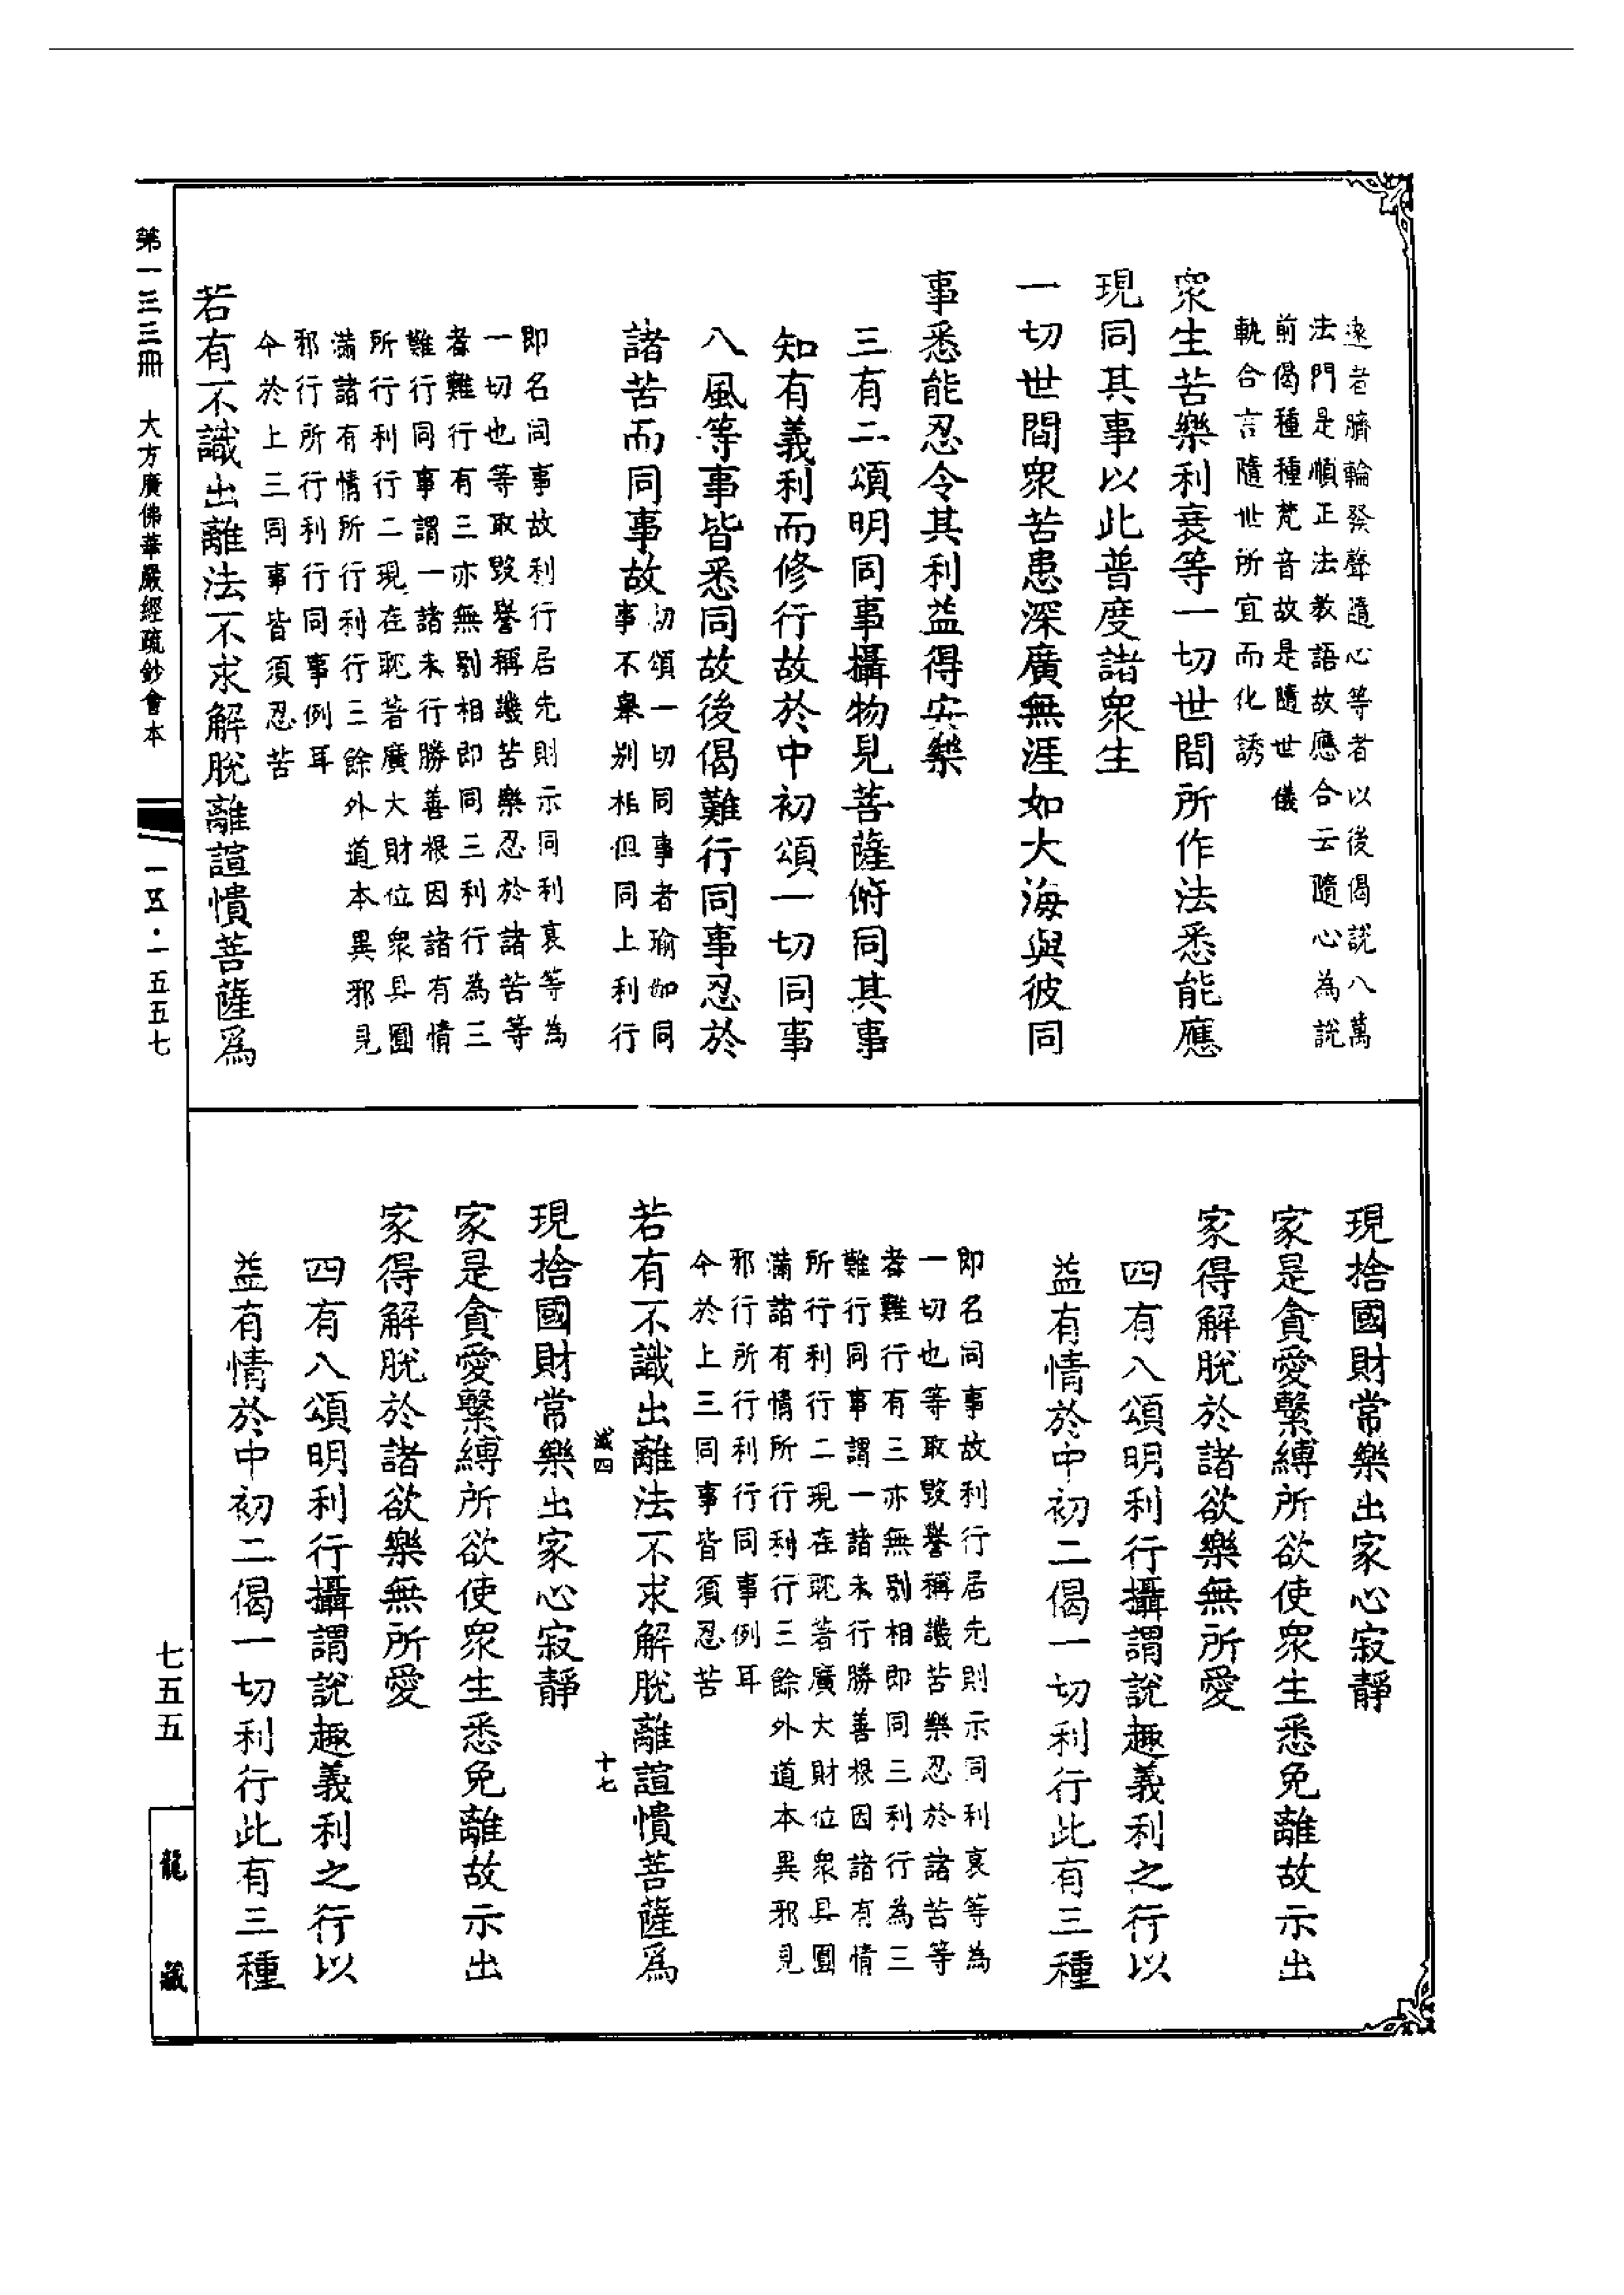 遠者臍輪發聲隨心等者以後偈説八萬
法門是順正法教語故應合云隨心為説
前偈種種梵音故是隨世儀
軌合言隨世所宜而化誘
衆生苦樂利衰等一切世間所作法悉能應
現同其事以此普度諸衆生
一切世間衆苦患深廣無涯如大海與彼同
事悉能忍令其利益得安樂
三有二頌明同事攝物見菩薩俯同其事
知有義利而修行故於中初頌一切同事
八風等事皆悉同故後偈難行同事忍於
諸苦而同事故初頌一切同事者瑜伽同
事不舉别相但同上利行
即名同事故利行居先則示同利衰等為
一切也等取毀譽稱譏苦樂忍於諸苦等
者難行有三亦無别相即同三利行為三
難行同事謂一諸未行勝善根因諸有情
所行利行二現在耽著廣大財位衆具圓
滿諸有情所行利行三餘外道本異邪見
邪行所行利行同事例耳
今於上三同事皆須忍苦
若有不識出離法不求解脫離諠憒菩薩爲
第一三三冊　大方廣佛華嚴經疏鈔會本
一五·一五五七
現捨國財常樂出家心寂靜
家是貪愛繫縛所欲使衆生悉免離故示出
家得解脫於諸欲樂無所愛
四有八頌明利行攝謂說趣義利之行以
益有情於中初二偈一切利行此有三種
即名同事故利行居先則示同利衰等為
一切也等取毀譽稱譏苦樂忍於諸苦等
者難行有三亦無别相即同三利行為三
難行同事謂一諸未行勝善根因諸有情
所行利行二現在耽著廣大財位衆具圓
滿諸有情所行利行三餘外道本異邪見
邪行所行利行同事例耳
今於上三同事皆須忍苦
若有不識出離法不求解脫離諠憒菩薩爲
四　十七
現捨國財常樂出家心寂靜
家是貪愛繫縛所欲使衆生悉免離故示出
家得解脫於諸欲樂無所愛
四有八頌明利行攝謂說趣義利之行以
益有情於中初二偈一切利行此有三種
七五五
龍藏